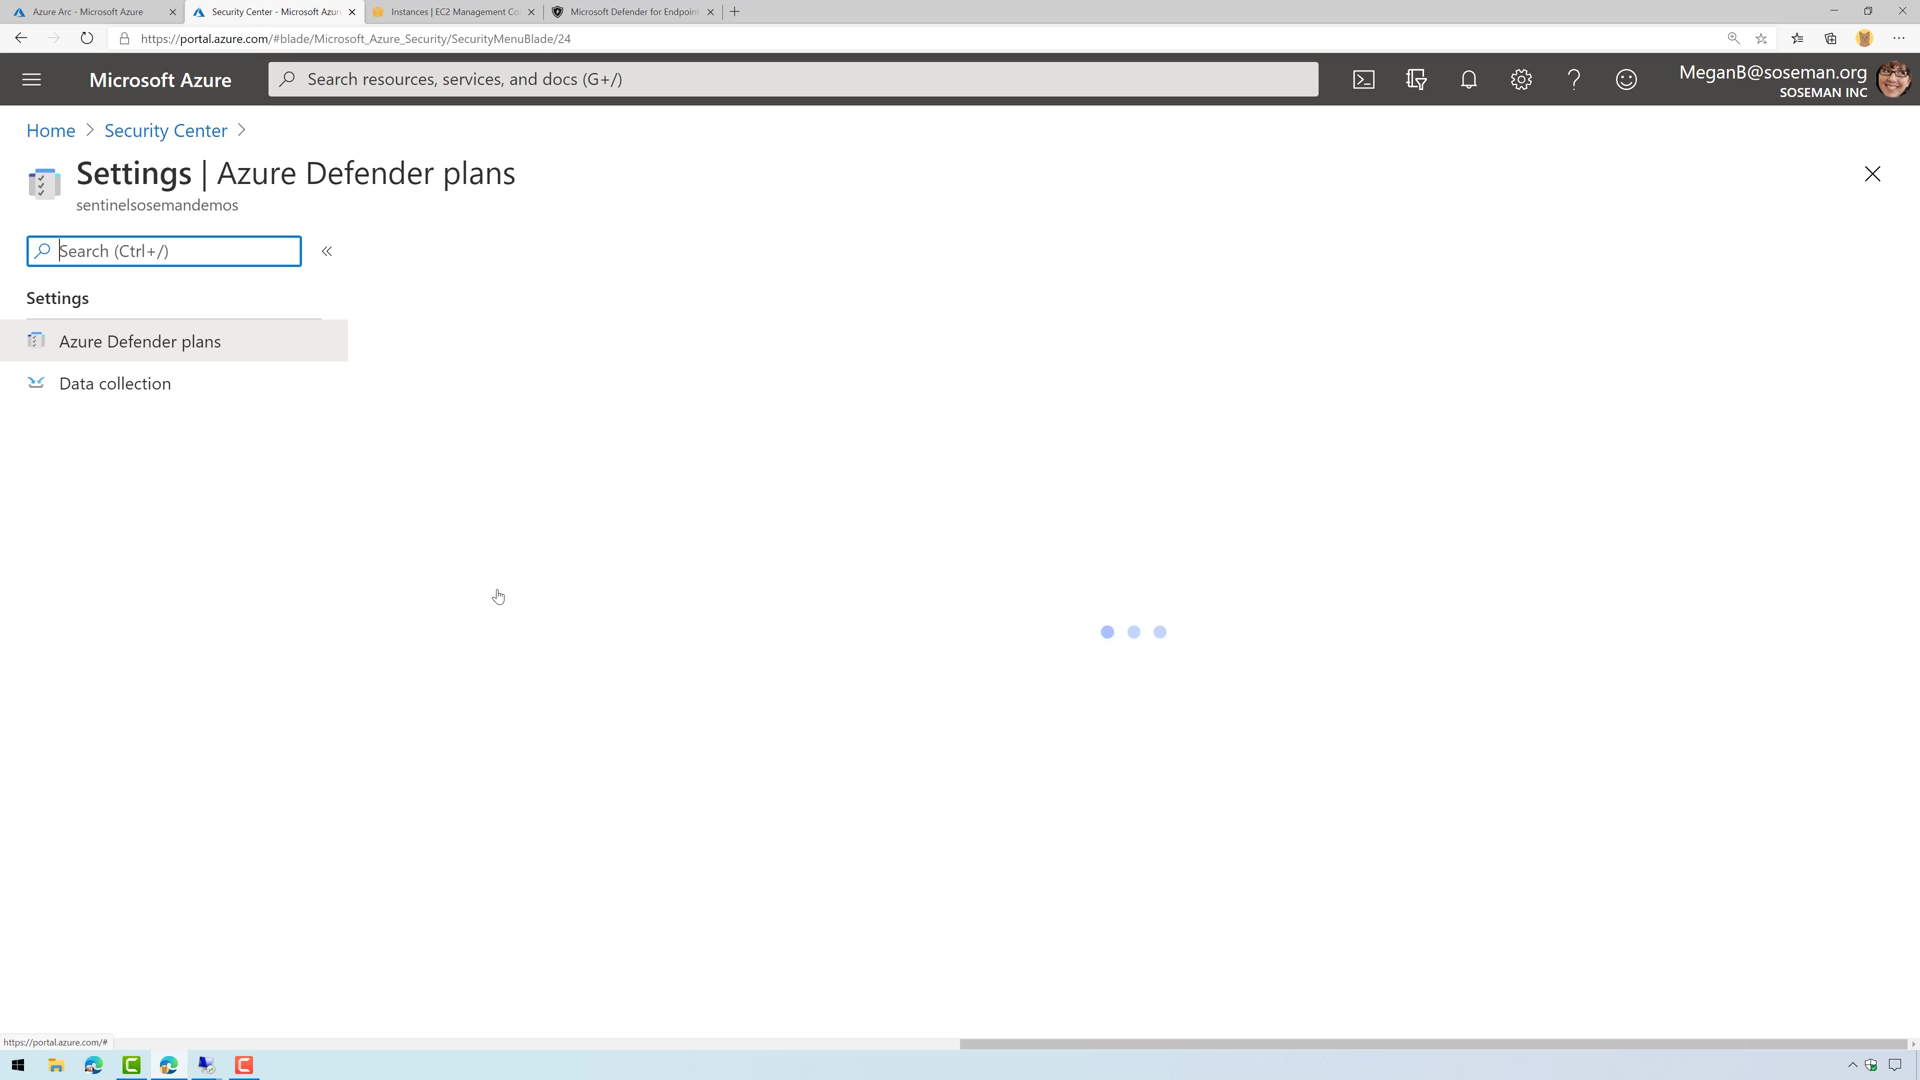 Azure Arc - Microsoft Azure
Security Center - Microsoft Azur
Instances | EC2 Management Co
Microsoft Defender for Endpoin
https://portal.azure.com/#blade/Microsoft_Azure_Security/SecurityMenuBlade/24
Microsoft Azure
Search resources, services, and docs (G+/)
MeganB@soseman.org
SOSEMAN INC
Home > Security Center >
Settings | Azure Defender plans
sentinelsosemandemos
Search (Ctrl+/)
Settings
Azure Defender plans
Data collection
https://portal.azure.com/#